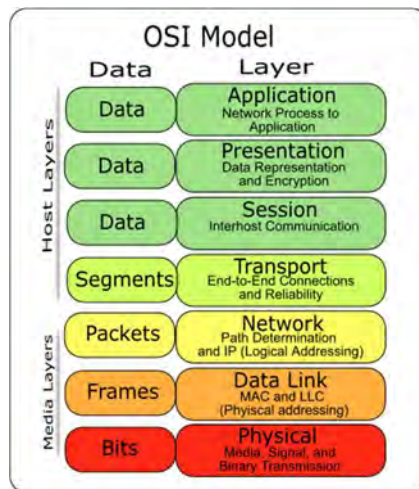 OSI Model
Data Layer
Data Application
Network Process to
Application
Data Presentation
Data Representation
and Encryption
Data Session
Interhost Communication
Segments Transport
End-to-End Connections
and Reliability
Packets Network
Path Determination
and IP (Logical Addressing)
Frames Data Link
MAC and LLC
(Phyiscal addressing)
Bits Physical
Media, Signal, and
Binary Transmission
Host Layers
Media Layers